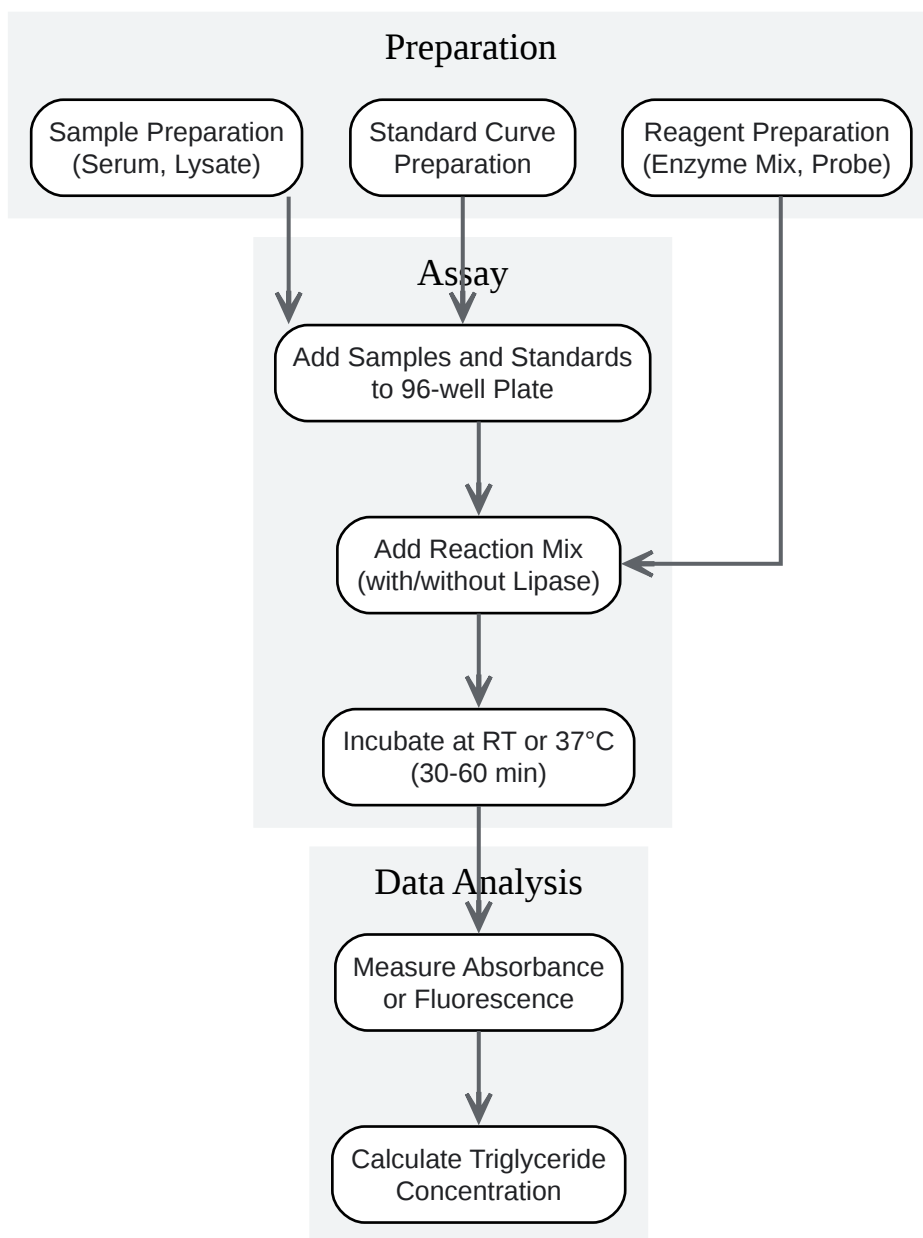 Preparation
Sample Preparation
(Serum, Lysate)
Standard Curve
Preparation
Reagent Preparation
(Enzyme Mix, Probe)
Assay
Add Samples and Standards
to 96-well Plate
Add Reaction Mix
(with/without Lipase)
Incubate at RT or 37°C
(30-60 min)
Data Analysis
Measure Absorbance
or Fluorescence
Calculate Triglyceride
Concentration